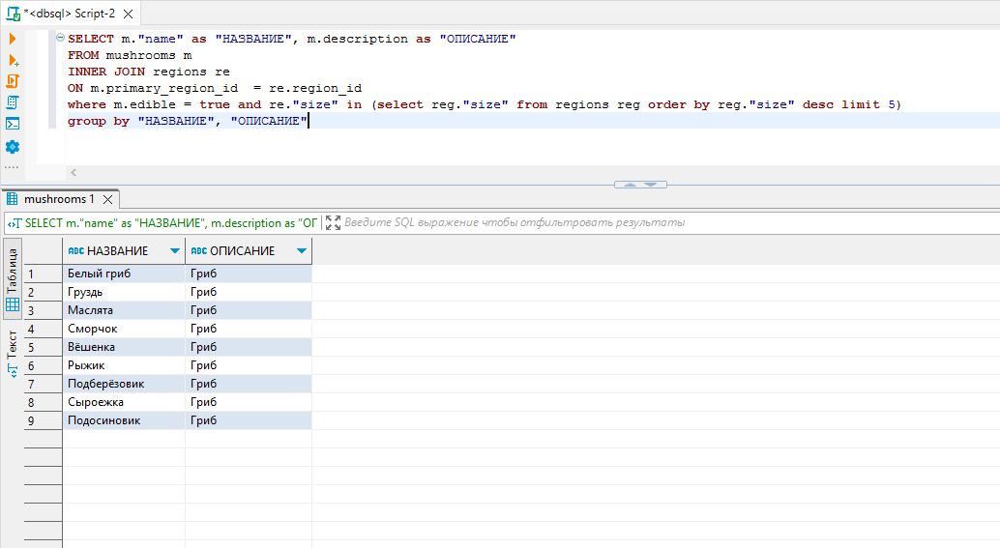 *<dbsql> Script-2
SELECT m."name" as "НАЗВАНИЕ", m.description as "ОПИСАНИЕ"
FROM mushrooms m
INNER JOIN regions re
ON m.primary_region_id  = re.region_id
where m.edible = true and re."size" in (select reg."size" from regions reg order by reg."size" desc limit 5)
group by "НАЗВАНИЕ", "ОПИСАНИЕ"
mushrooms 1
SELECT m."name" as "НАЗВАНИЕ", m.description as "ОГ
Введите SQL выражение чтобы отфильтровать результаты
Таблица
Текст
ABC НАЗВАНИЕ ABC ОПИСАНИЕ
1 Белый гриб Гриб
2 Груздь Гриб
3 Маслята Гриб
4 Сморчок Гриб
5 Вёшенка Гриб
6 Рыжик Гриб
7 Подберёзовик Гриб
8 Сыроежка Гриб
9 Подосиновик Гриб